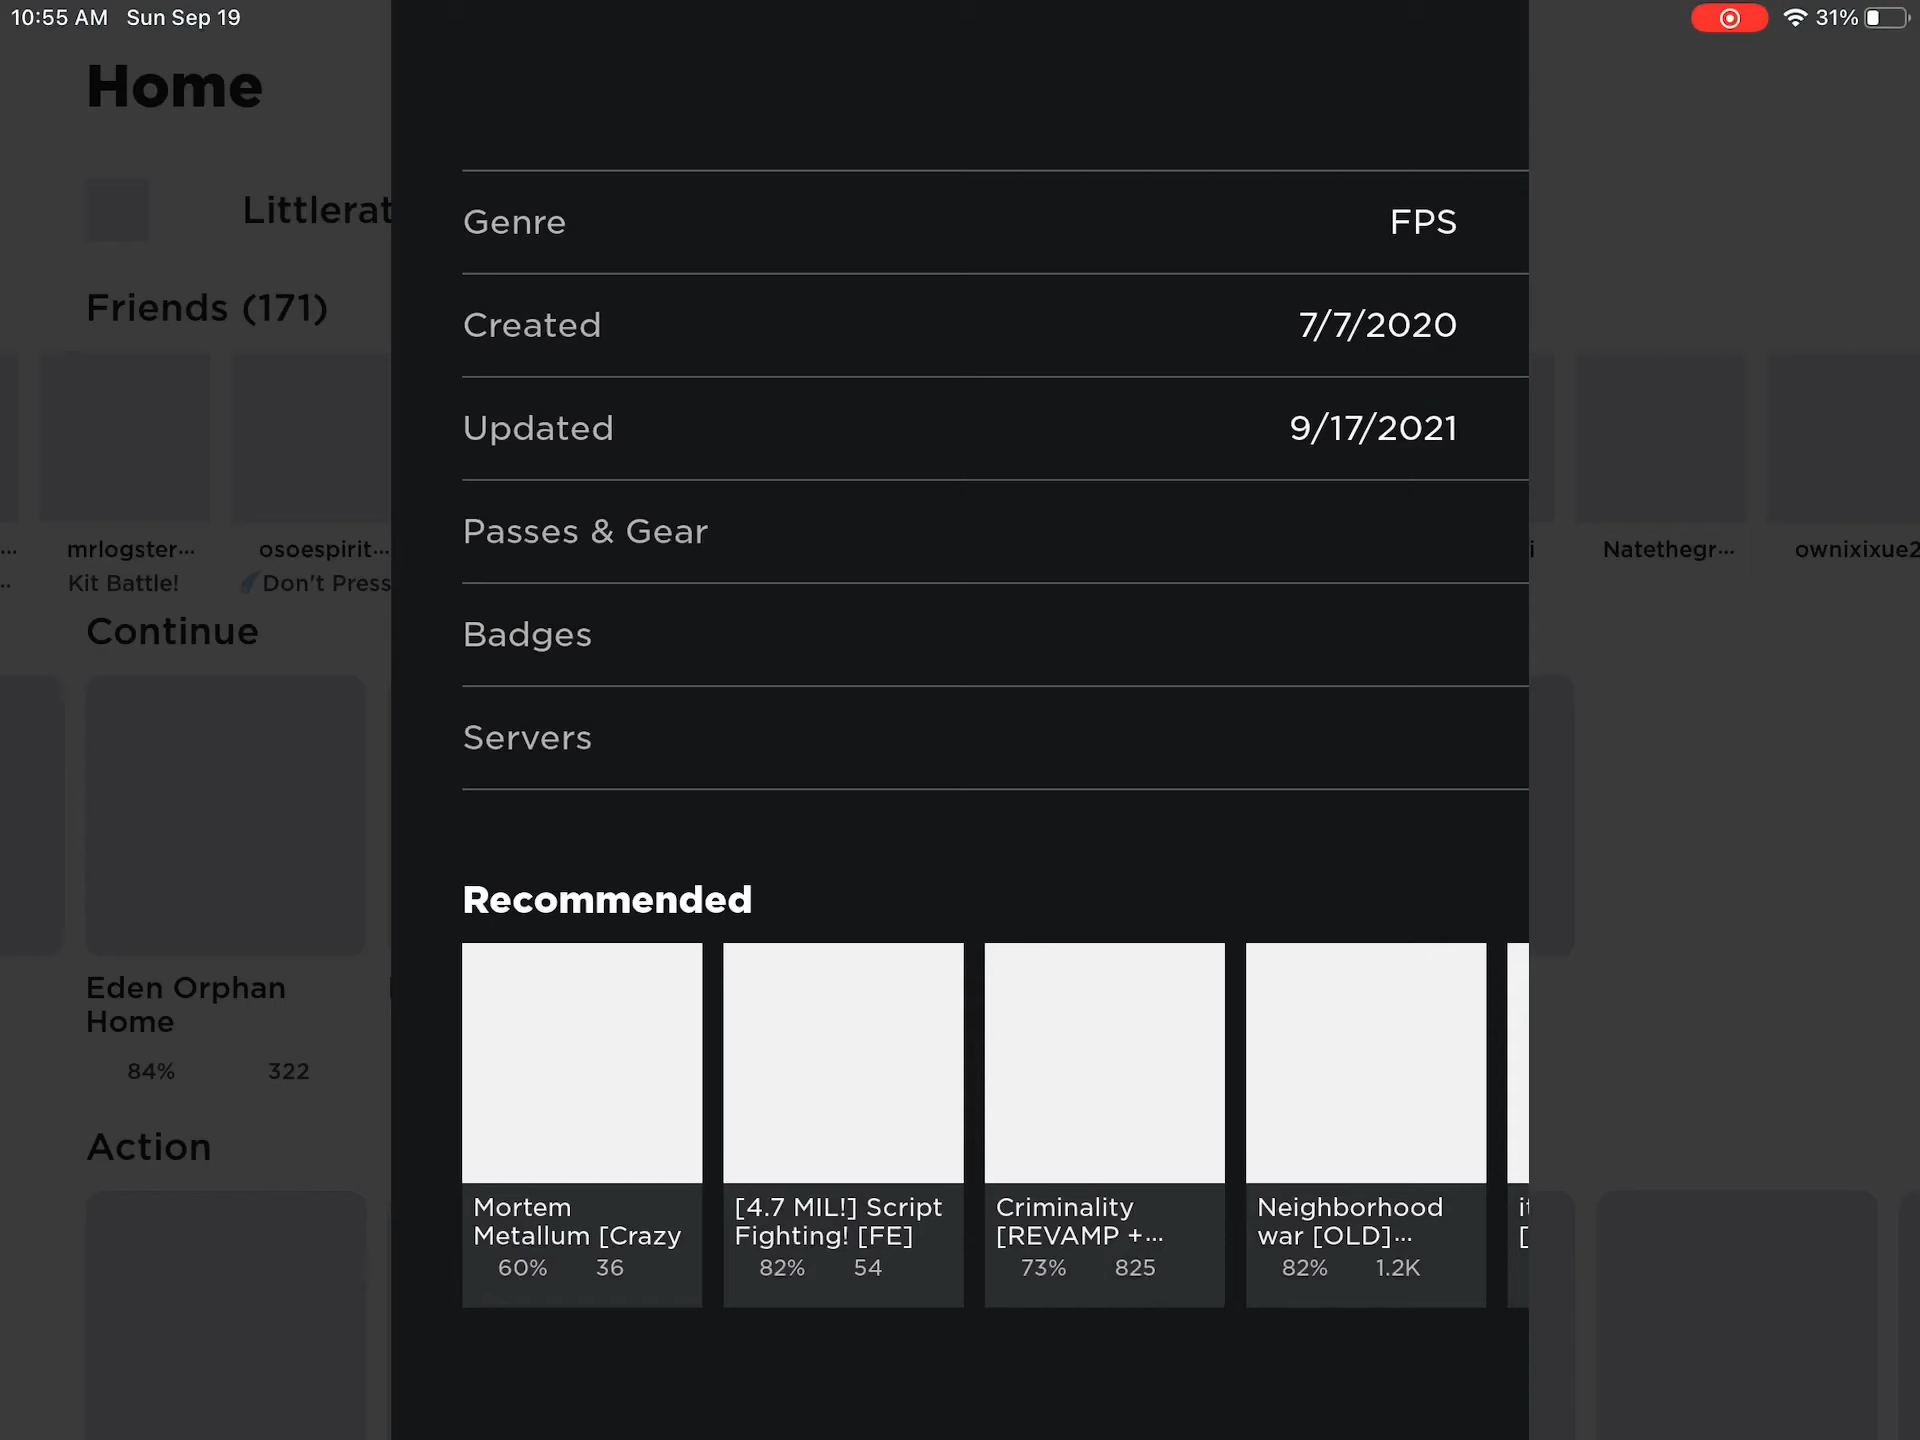 10:55 AM Sun Sep 19
31%
Home
Littlerat
Friends (171)
mrlogster...
Kit Battle!
osoespirit...
Don't Press
Natethegr...
ownixixue2
Continue
Eden Orphan
Home
84% 322
Action
Genre FPS
Created 7/7/2020
Updated 9/17/2021
Passes & Gear
Badges
Servers
Recommended
Mortem
Metallum [Crazy
60% 36
[4.7 MIL!] Script
Fighting! [FE]
82% 54
Criminality
[REVAMP +...
73% 825
Neighborhood
war [OLD]...
82% 1.2K